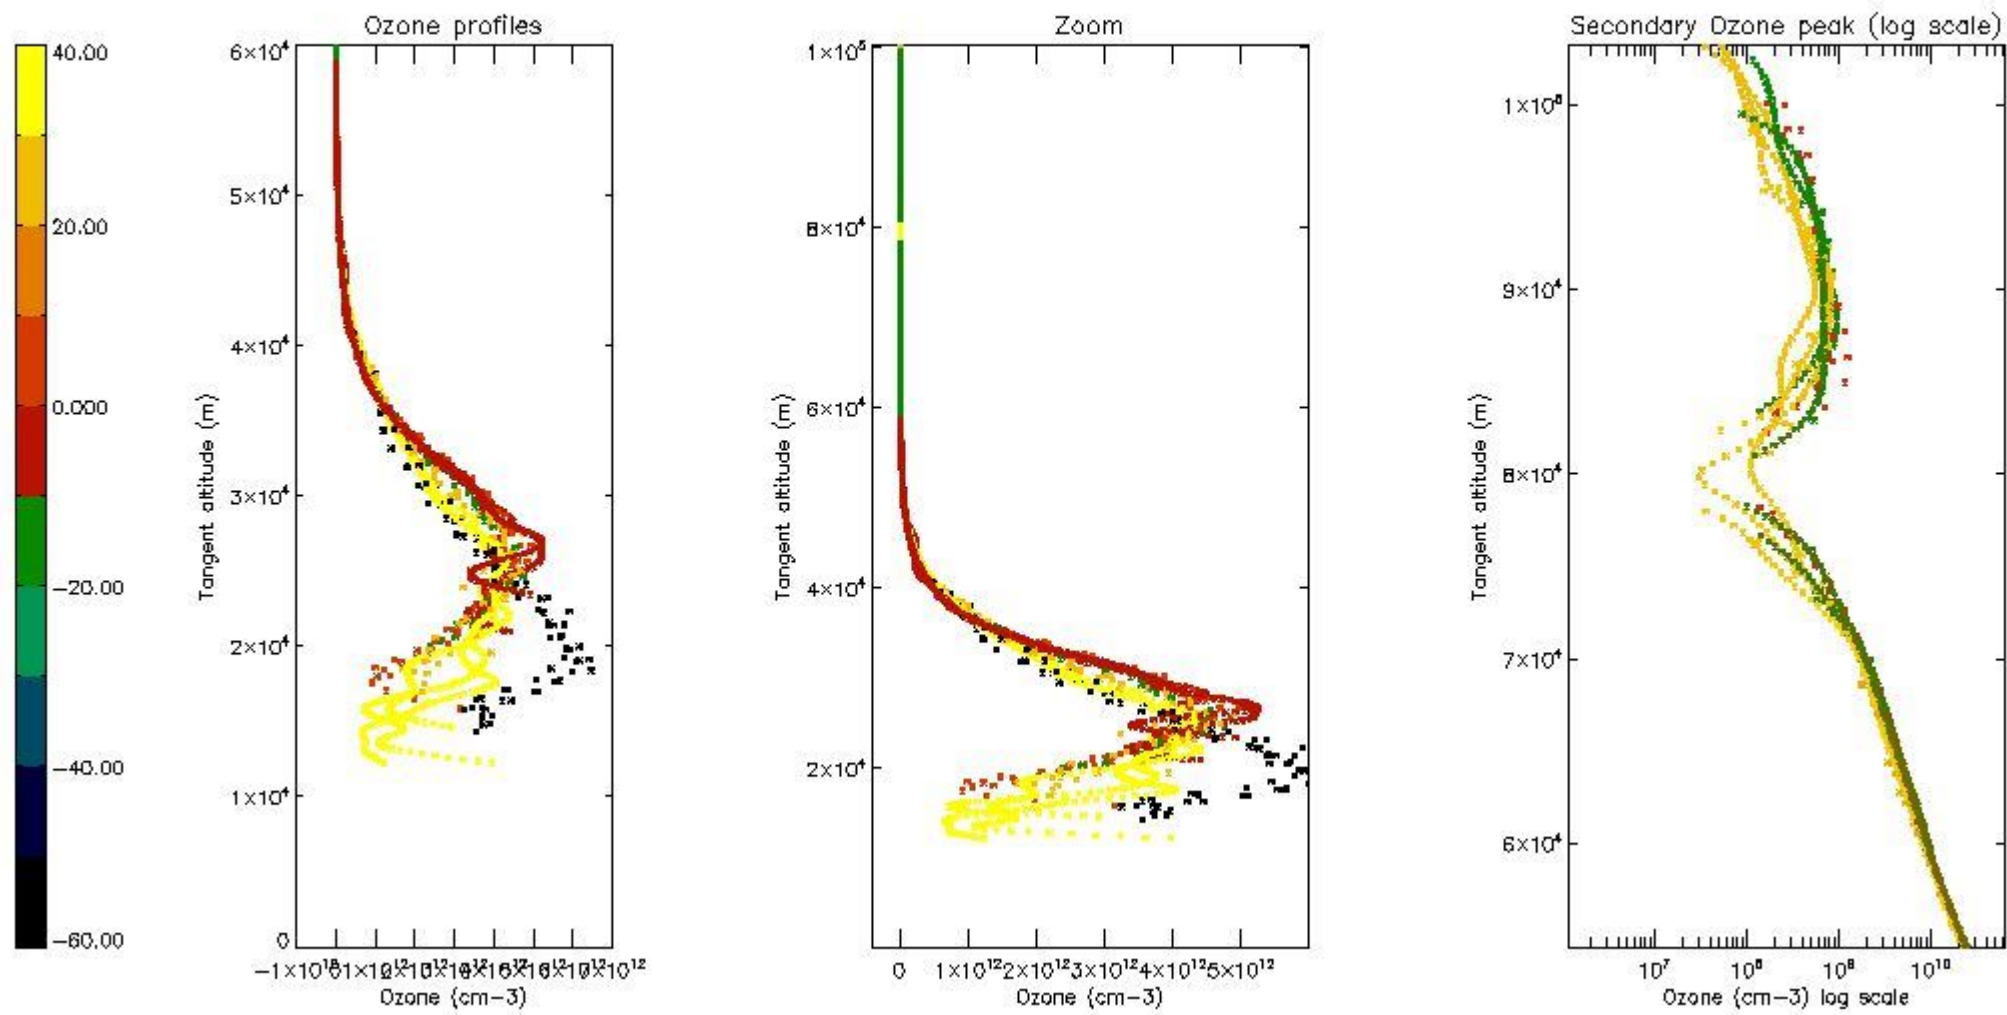 Ozone profiles
Zoom
Secondary Ozone peak (log scale)
40.00
20.00
0.000
−20.00
−40.00
−60.00
6×10⁴
5×10⁴
4×10⁴
3×10⁴
2×10⁴
1×10⁴
0
Tangent altitude (m)
Ozone (cm−3)
1×10⁵
8×10⁴
6×10⁴
4×10⁴
2×10⁴
Tangent altitude (m)
0 1×10¹² 2×10¹² 3×10¹² 4×10¹² 5×10¹²
Ozone (cm−3)
9×10⁴
8×10⁴
7×10⁴
6×10⁴
Tangent altitude (m)
10⁷ 10⁸ 10⁹ 10¹⁰
Ozone (cm−3) log scale